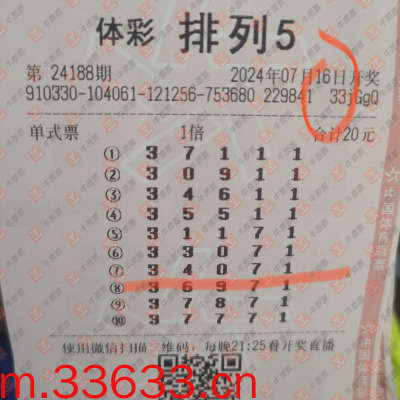 体彩 排列5
第 24188期 2024年07月16日开奖
910330-104061-121256-753680 229841 33jGgQ
单式票 1倍 合计20元
① 3 7 1 1 1
② 3 0 9 1 1
③ 3 4 6 1 1
④ 3 5 5 1 1
⑤ 3 1 1 7 1
⑥ 3 3 0 7 1
⑦ 3 4 0 7 1
⑧ 3 6 9 7 1
⑨ 3 7 8 7 1
⑩ 3 7 7 7 1
使用微信扫描二维码，每晚21:25看开奖直播
m.33633.cn
中国体育彩票